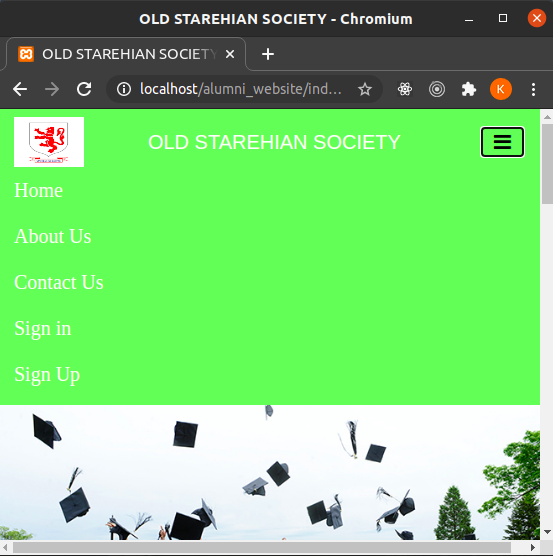 OLD STAREHIAN SOCIETY - Chromium
OLD STAREHIAN SOCIETY
localhost/alumni_website/ind…
K
OLD STAREHIAN SOCIETY
Home
About Us
Contact Us
Sign in
Sign Up